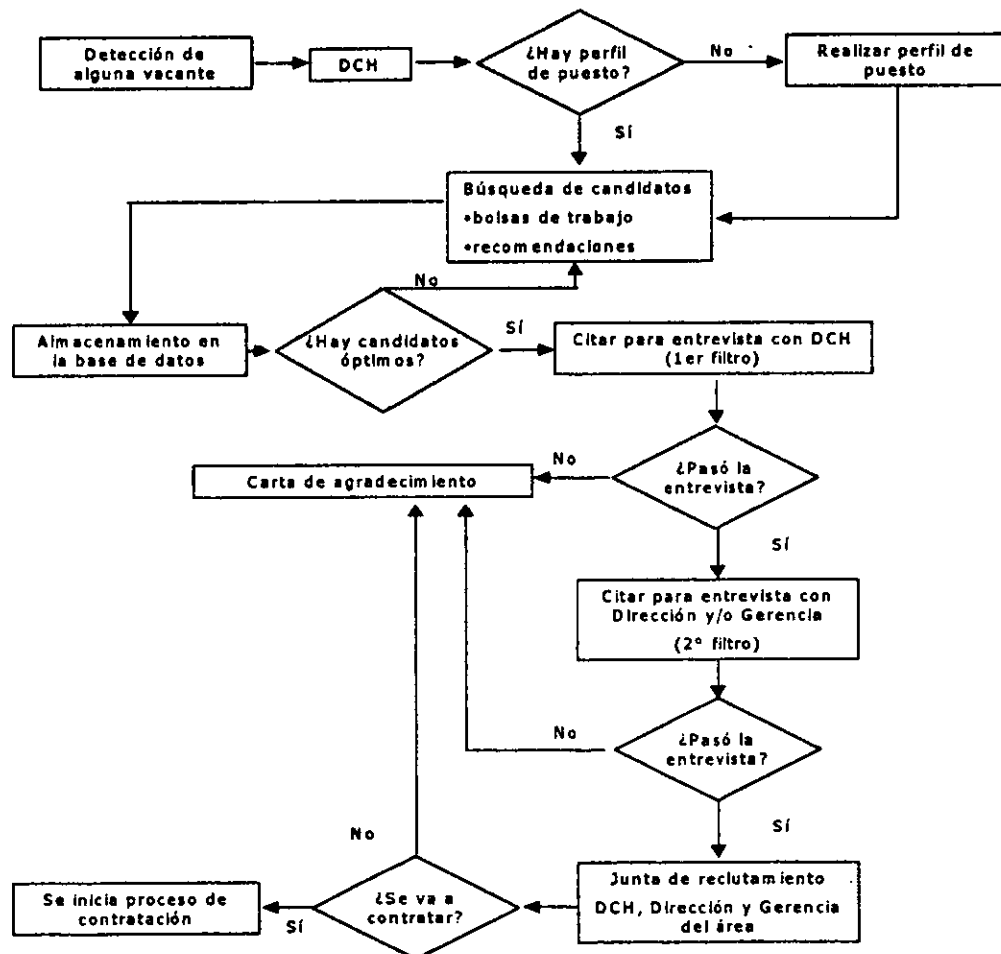 Detección de
alguna vacante
DCH
¿Hay perfil
de puesto?
No
Realizar perfil de
puesto
Sí
Búsqueda de candidatos
•bolsas de trabajo
•recomendaciones
No
Almacenamiento en
la base de datos
¿Hay candidatos
óptimos?
Sí
Citar para entrevista con DCH
(1er filtro)
Carta de agradecimiento
No
¿Pasó la
entrevista?
Sí
Citar para entrevista con
Dirección y/o Gerencia
(2º filtro)
No
¿Pasó la
entrevista?
Sí
No
Se inicia proceso de
contratación
Sí
¿Se va a
contratar?
Junta de reclutamiento
DCH, Dirección y Gerencia
del área